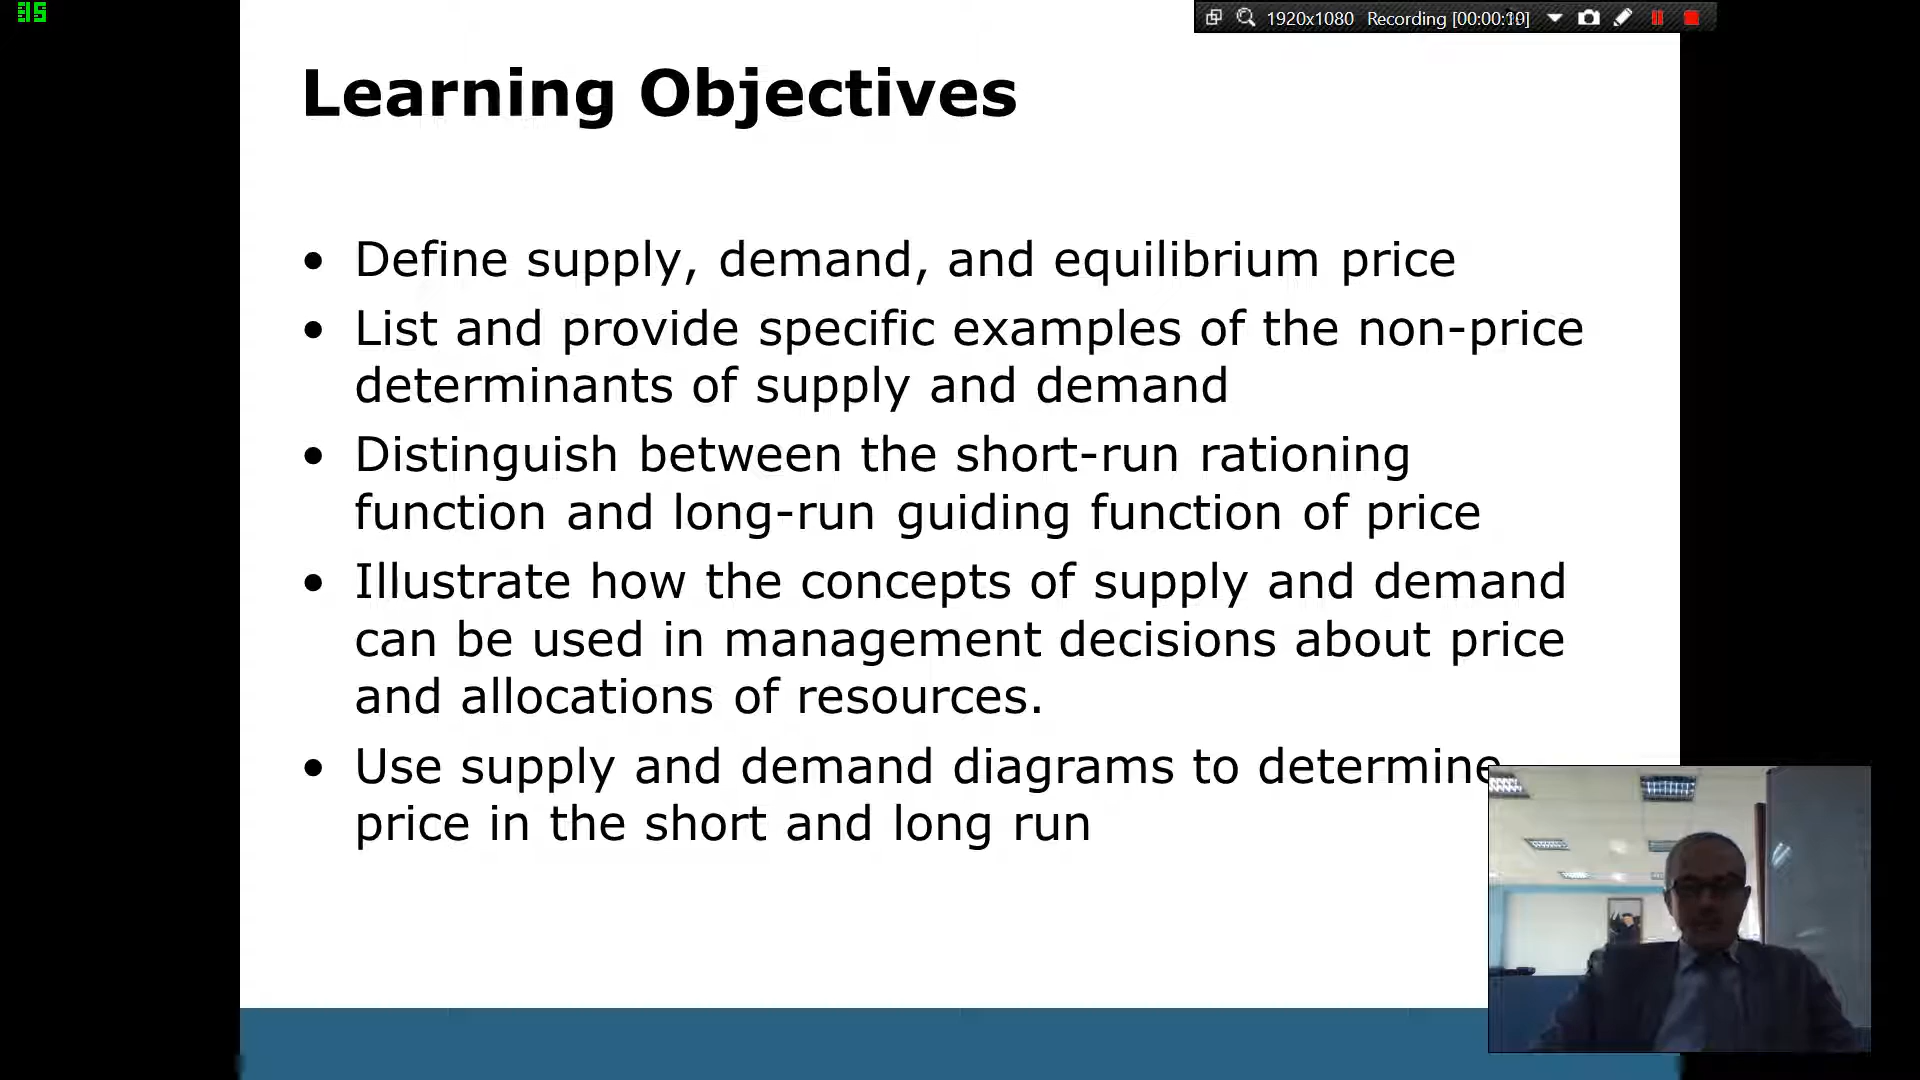 1920x1080 Recording [00:00:10]
Learning Objectives
• Define supply, demand, and equilibrium price
• List and provide specific examples of the non-price
determinants of supply and demand
• Distinguish between the short-run rationing
function and long-run guiding function of price
• Illustrate how the concepts of supply and demand
can be used in management decisions about price
and allocations of resources.
• Use supply and demand diagrams to determine
price in the short and long run